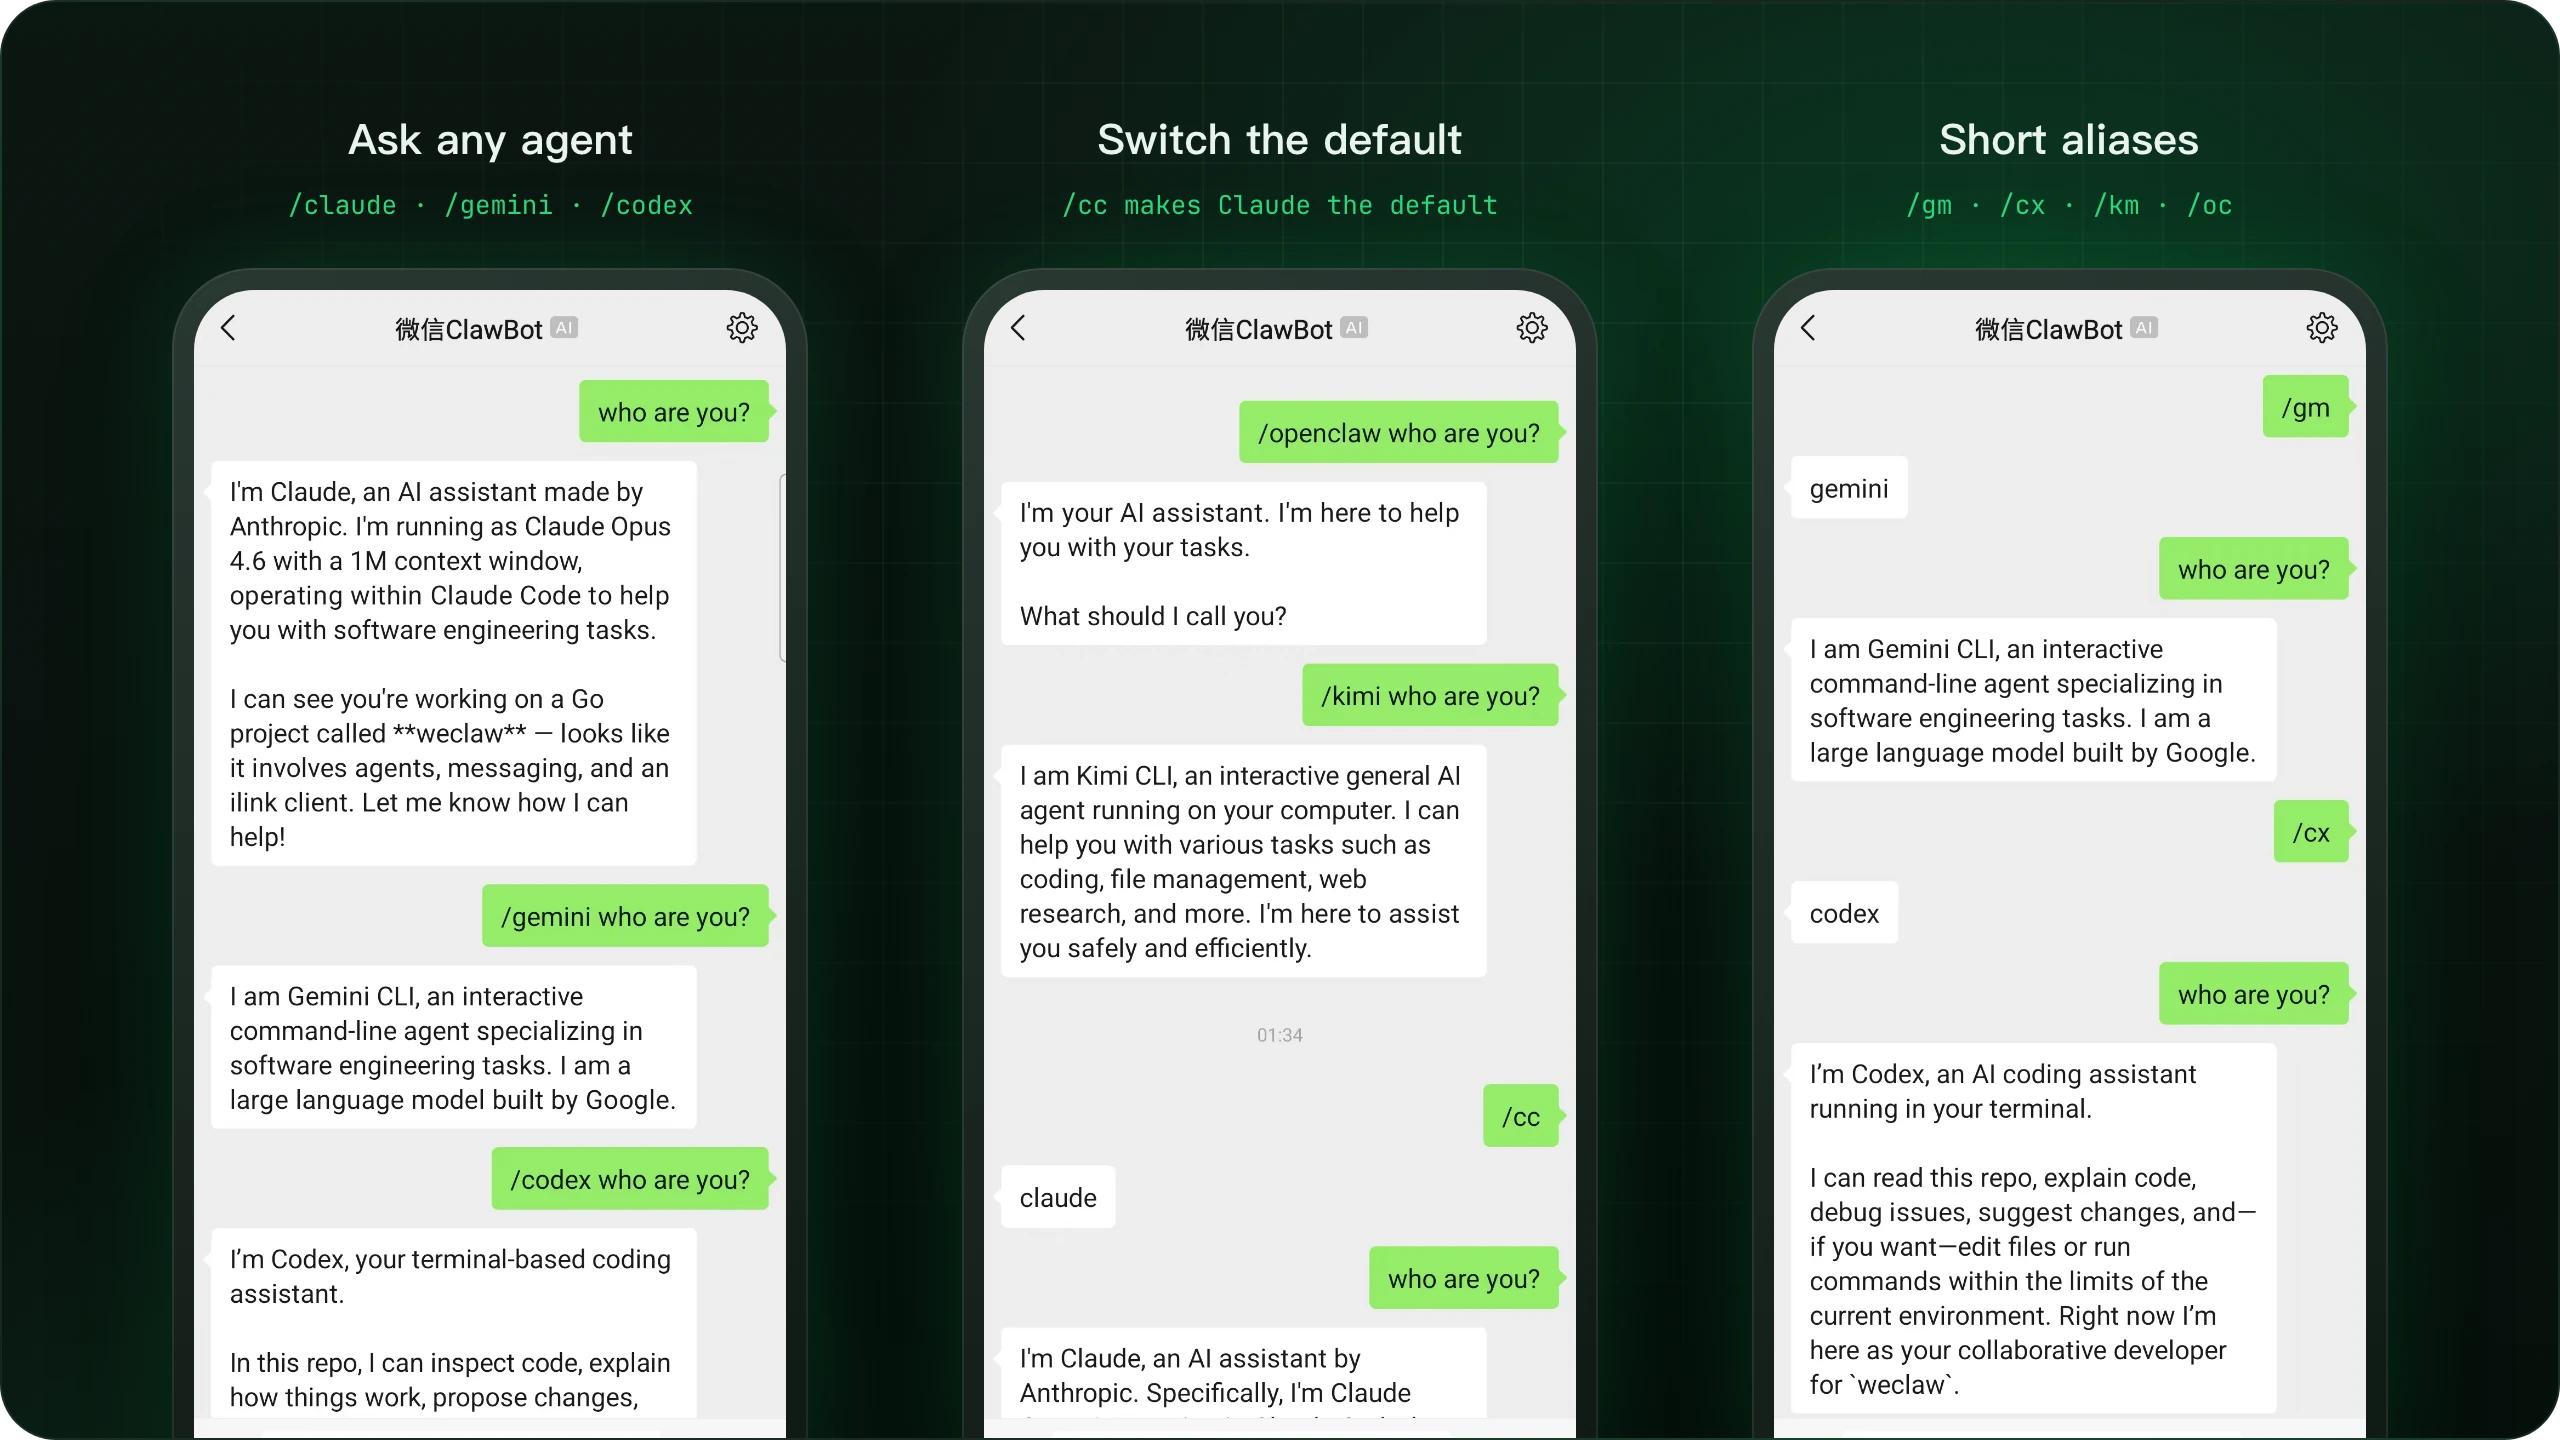 Ask any agent
/claude · /gemini · /codex
微信ClawBot AI
who are you?
I'm Claude, an AI assistant made by
Anthropic. I'm running as Claude Opus
4.6 with a 1M context window,
operating within Claude Code to help
you with software engineering tasks.
I can see you're working on a Go
project called **weclaw** — looks like
it involves agents, messaging, and an
ilink client. Let me know how I can
help!
/gemini who are you?
I am Gemini CLI, an interactive
command-line agent specializing in
software engineering tasks. I am a
large language model built by Google.
/codex who are you?
I’m Codex, your terminal-based coding
assistant.
In this repo, I can inspect code, explain
how things work, propose changes,
Switch the default
/cc makes Claude the default
微信ClawBot AI
/openclaw who are you?
I'm your AI assistant. I'm here to help
you with your tasks.
What should I call you?
/kimi who are you?
I am Kimi CLI, an interactive general AI
agent running on your computer. I can
help you with various tasks such as
coding, file management, web
research, and more. I'm here to assist
you safely and efficiently.
01:34
/cc
claude
who are you?
I'm Claude, an AI assistant by
Anthropic. Specifically, I'm Claude
Short aliases
/gm · /cx · /km · /oc
微信ClawBot AI
/gm
gemini
who are you?
I am Gemini CLI, an interactive
command-line agent specializing in
software engineering tasks. I am a
large language model built by Google.
/cx
codex
who are you?
I’m Codex, an AI coding assistant
running in your terminal.
I can read this repo, explain code,
debug issues, suggest changes, and—
if you want—edit files or run
commands within the limits of the
current environment. Right now I’m
here as your collaborative developer
for `weclaw`.